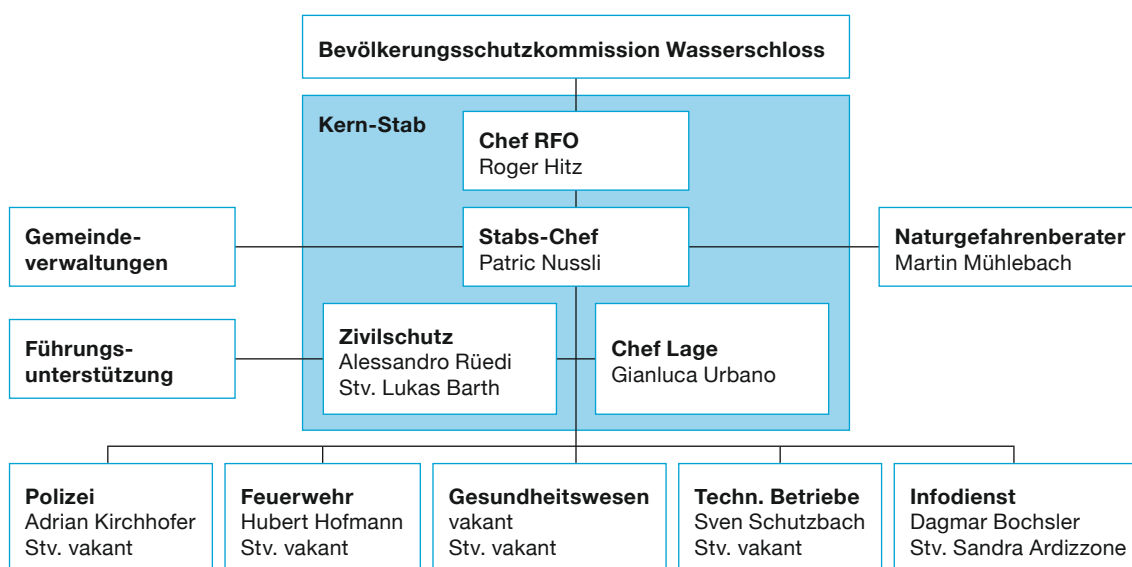 Bevölkerungsschutzkommission Wasserschloss
Kern-Stab
Chef RFO
Roger Hitz
Gemeinde-
verwaltungen
Stabs-Chef
Patric Nussli
Naturgefahrenberater
Martin Mühlebach
Führungs-
unterstützung
Zivilschutz
Alessandro Rüedi
Stv. Lukas Barth
Chef Lage
Gianluca Urbano
Polizei
Adrian Kirchhofer
Stv. vakant
Feuerwehr
Hubert Hofmann
Stv. vakant
Gesundheitswesen
vakant
Stv. vakant
Techn. Betriebe
Sven Schutzbach
Stv. vakant
Infodienst
Dagmar Bochsler
Stv. Sandra Ardizzone